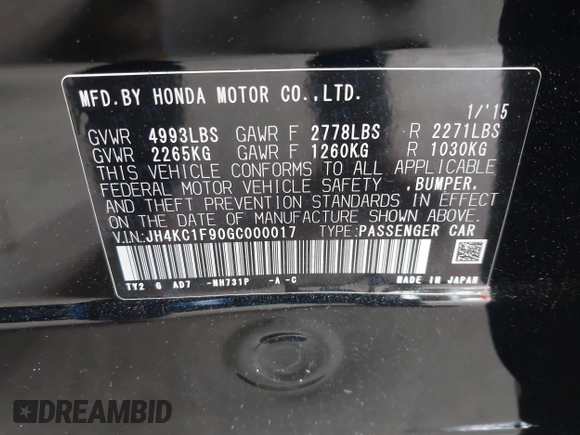 MFD.BY HONDA MOTOR CO.,LTD.
1/'15
GVWR 4993LBS GAWR F 2778LBS R 2271LBS
GVWR 2265KG GAWR F 1260KG R 1030KG
THIS VEHICLE CONFORMS TO ALL APPLICABLE
FEDERAL MOTOR VEHICLE SAFETY ,BUMPER,
AND THEFT PREVENTION STANDARDS IN EFFECT
ON THE DATE OF MANUFACTURE SHOWN ABOVE.
V.IN:JH4KC1F90GC000017 TYPE:PASSENGER CAR
TY2 G AD7 -NH731P -A -C
MADE IN JAPAN
DREAMBID